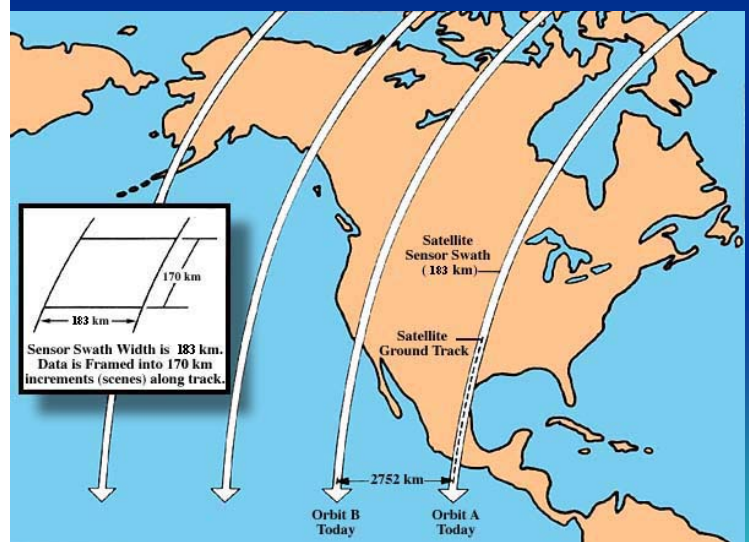 Satellite
Sensor Swath
(183 km)
170 km
183 km
Sensor Swath Width is 183 km.
Data is Framed into 170 km
increments (scenes) along track.
Satellite
Ground Track
2752 km
Orbit B
Today
Orbit A
Today